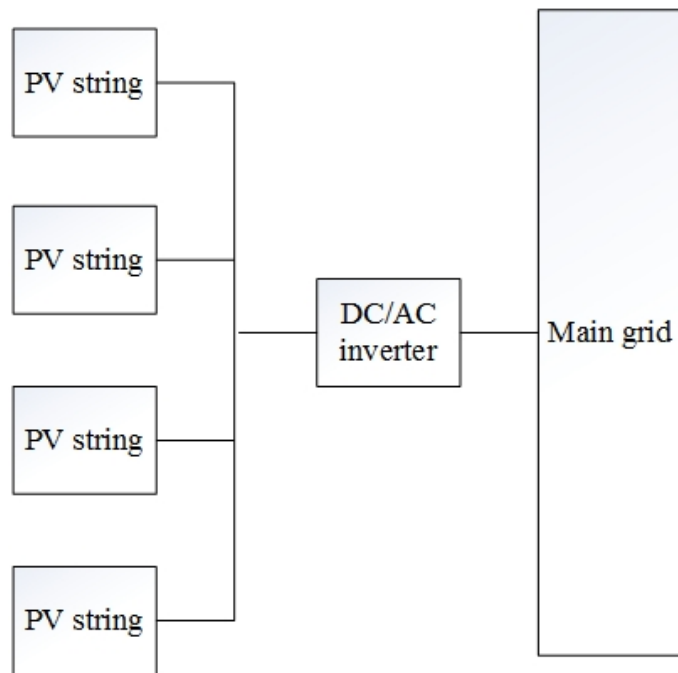 PV string
PV string
DC/AC
inverter
Main grid
PV string
PV string